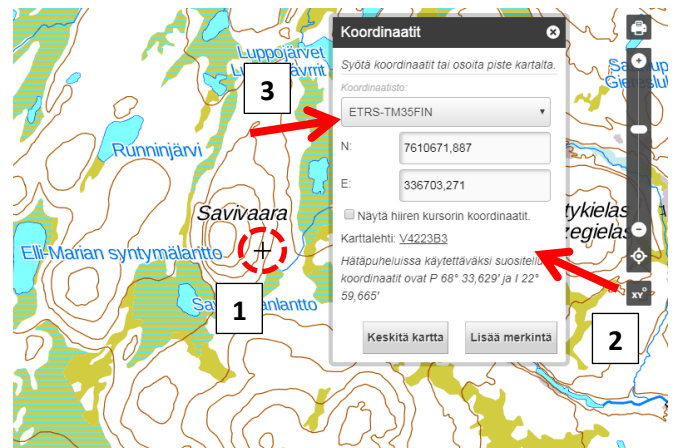 Koordinaatit
Syötä koordinaatit tai osoita piste kartalta.
Koordinaatisto:
ETRS-TM35FIN
N:
7610671,887
E:
336703,271
Näytä hiiren kursorin koordinaatit.
Karttalehti: V4223B3
Hätäpuheluissa käytettäväksi
koordinaatit ovat P 68° 33,629' ja I 22°
59,665'
Keskitä kartta
Lisää merkintä
Luppojärvet
3
Runninjärvi
Savivaara
Elli-Marian syntymälantto
1
2
xy°